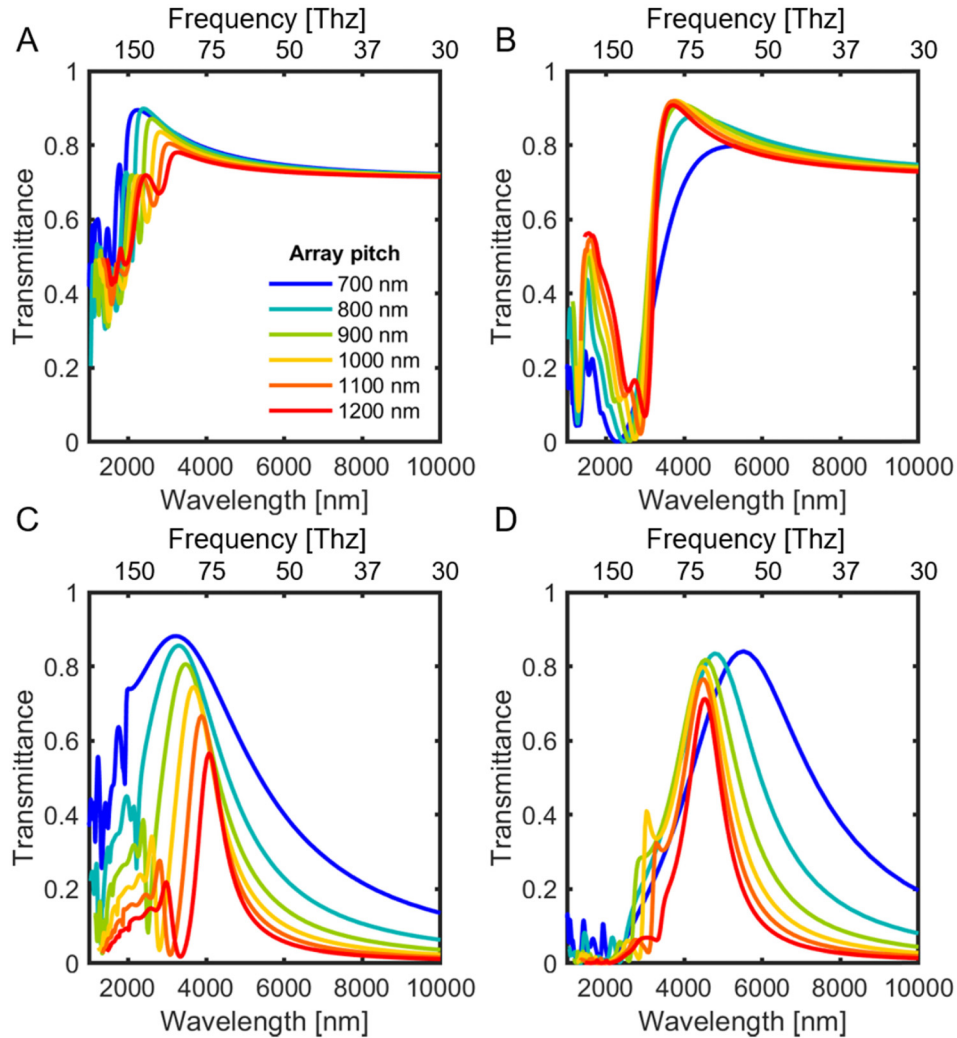 A
Frequency [Thz]
150 75 50 37 30
1
0.8
0.6
0.4
0.2
0
Transmittance
Array pitch
700 nm
800 nm
900 nm
1000 nm
1100 nm
1200 nm
2000 4000 6000 8000 10000
Wavelength [nm]
B
Frequency [Thz]
150 75 50 37 30
1
0.8
0.6
0.4
0.2
0
Transmittance
2000 4000 6000 8000 10000
Wavelength [nm]
C
Frequency [Thz]
150 75 50 37 30
1
0.8
0.6
0.4
0.2
0
Transmittance
2000 4000 6000 8000 10000
Wavelength [nm]
D
Frequency [Thz]
150 75 50 37 30
1
0.8
0.6
0.4
0.2
0
Transmittance
2000 4000 6000 8000 10000
Wavelength [nm]